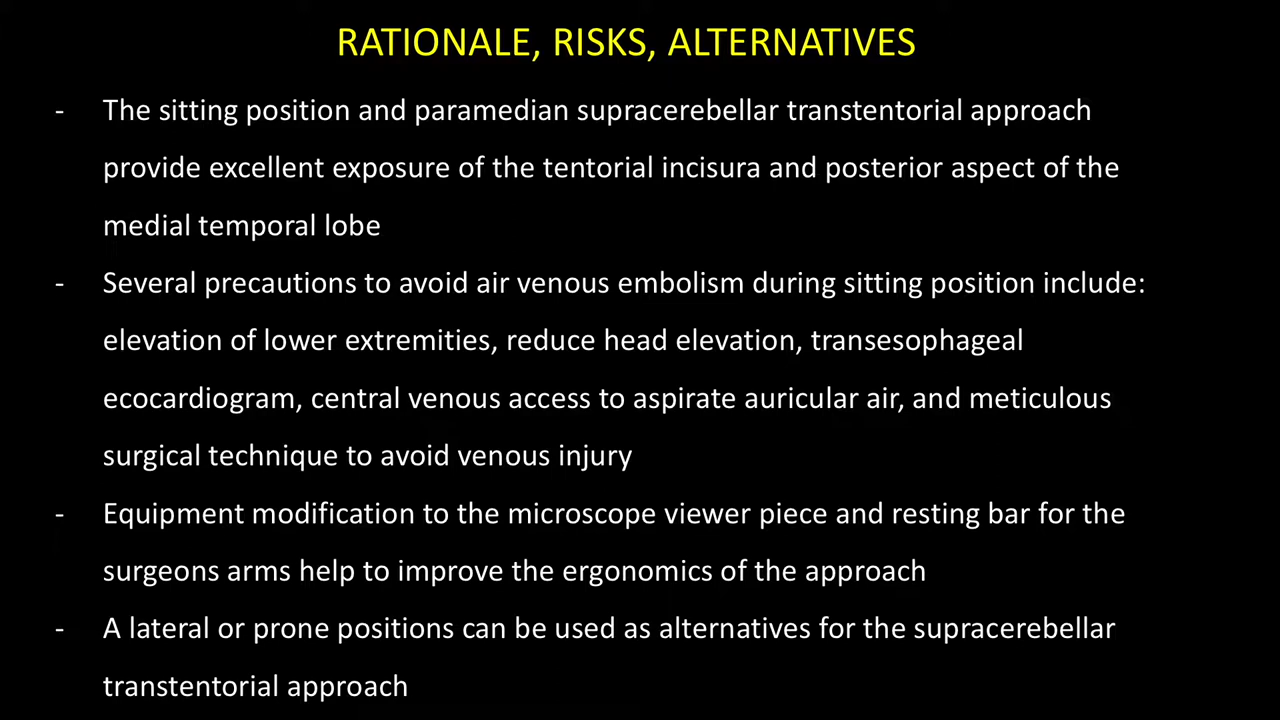 RATIONALE, RISKS, ALTERNATIVES
- The sitting position and paramedian supracerebellar transtentorial approach
provide excellent exposure of the tentorial incisura and posterior aspect of the
medial temporal lobe
- Several precautions to avoid air venous embolism during sitting position include:
elevation of lower extremities, reduce head elevation, transesophageal
ecocardiogram, central venous access to aspirate auricular air, and meticulous
surgical technique to avoid venous injury
- Equipment modification to the microscope viewer piece and resting bar for the
surgeons arms help to improve the ergonomics of the approach
- A lateral or prone positions can be used as alternatives for the supracerebellar
transtentorial approach